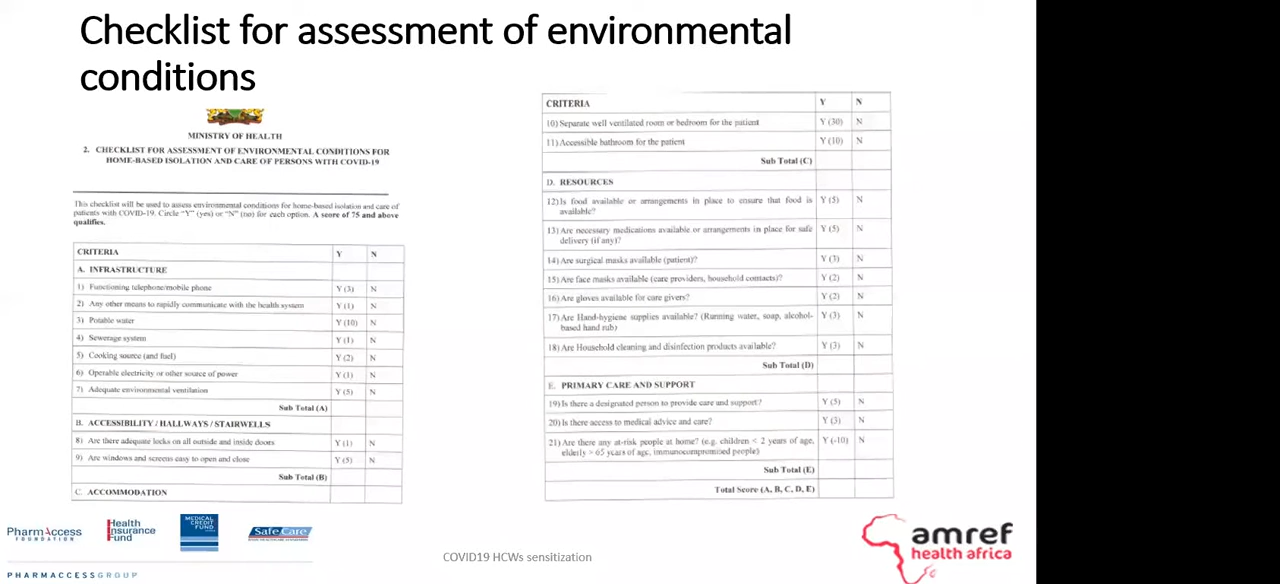 Checklist for assessment of environmental
conditions
MINISTRY OF HEALTH
2. CHECKLIST FOR ASSESSMENT OF ENVIRONMENTAL CONDITIONS FOR
HOME-BASED ISOLATION AND CARE OF PERSONS WITH COVID-19
This checklist will be used to assess environmental conditions for home-based isolation and care of
patients with COVID-19. Circle “Y” (yes) or “N” (no) for each option. A score of 75 and above
qualifies.
CRITERIA Y N
A. INFRASTRUCTURE
1) Functioning telephone/mobile phone Y (3) N
2) Any other means to rapidly communicate with the health system Y (1) N
3) Potable water Y (10) N
4) Sewerage system Y (1) N
5) Cooking source (and fuel) Y (2) N
6) Operable electricity or other source of power Y (1) N
7) Adequate environmental ventilation Y (5) N
Sub Total (A)
B. ACCESSIBILITY / HALLWAYS / STAIRWELLS
8) Are there adequate locks on all outside and inside doors Y (1) N
9) Are windows and screens easy to open and close Y (5) N
Sub Total (B)
C. ACCOMMODATION
CRITERIA Y N
10) Separate well ventilated room or bedroom for the patient Y (30) N
11) Accessible bathroom for the patient Y (10) N
Sub Total (C)
D. RESOURCES
12) Is food available or arrangements in place to ensure that food is Y (5) N
available?
13) Are necessary medications available or arrangements in place for safe Y (5) N
delivery (if any)?
14) Are surgical masks available (patient)? Y (3) N
15) Are face masks available (care providers, household contacts)? Y (2) N
16) Are gloves available for care givers? Y (2) N
17) Are Hand-hygiene supplies available? (Running water, soap, alcohol- Y (3) N
based hand rub)
18) Are Household cleaning and disinfection products available? Y (3) N
Sub Total (D)
E. PRIMARY CARE AND SUPPORT
19) Is there a designated person to provide care and support? Y (5) N
20) Is there access to medical advice and care? Y (3) N
21) Are there any at-risk people at home? (e.g. children < 2 years of age, Y (-10) N
elderly > 65 years of age, immunocompromised people)
Sub Total (E)
Total Score (A, B, C, D, E)
PharmAccess
FOUNDATION
Health
Insurance
Fund
MEDICAL
CREDIT
FUND
SafeCare
PHARMACCESSGROUP
COVID19 HCWs sensitization
amref
health africa